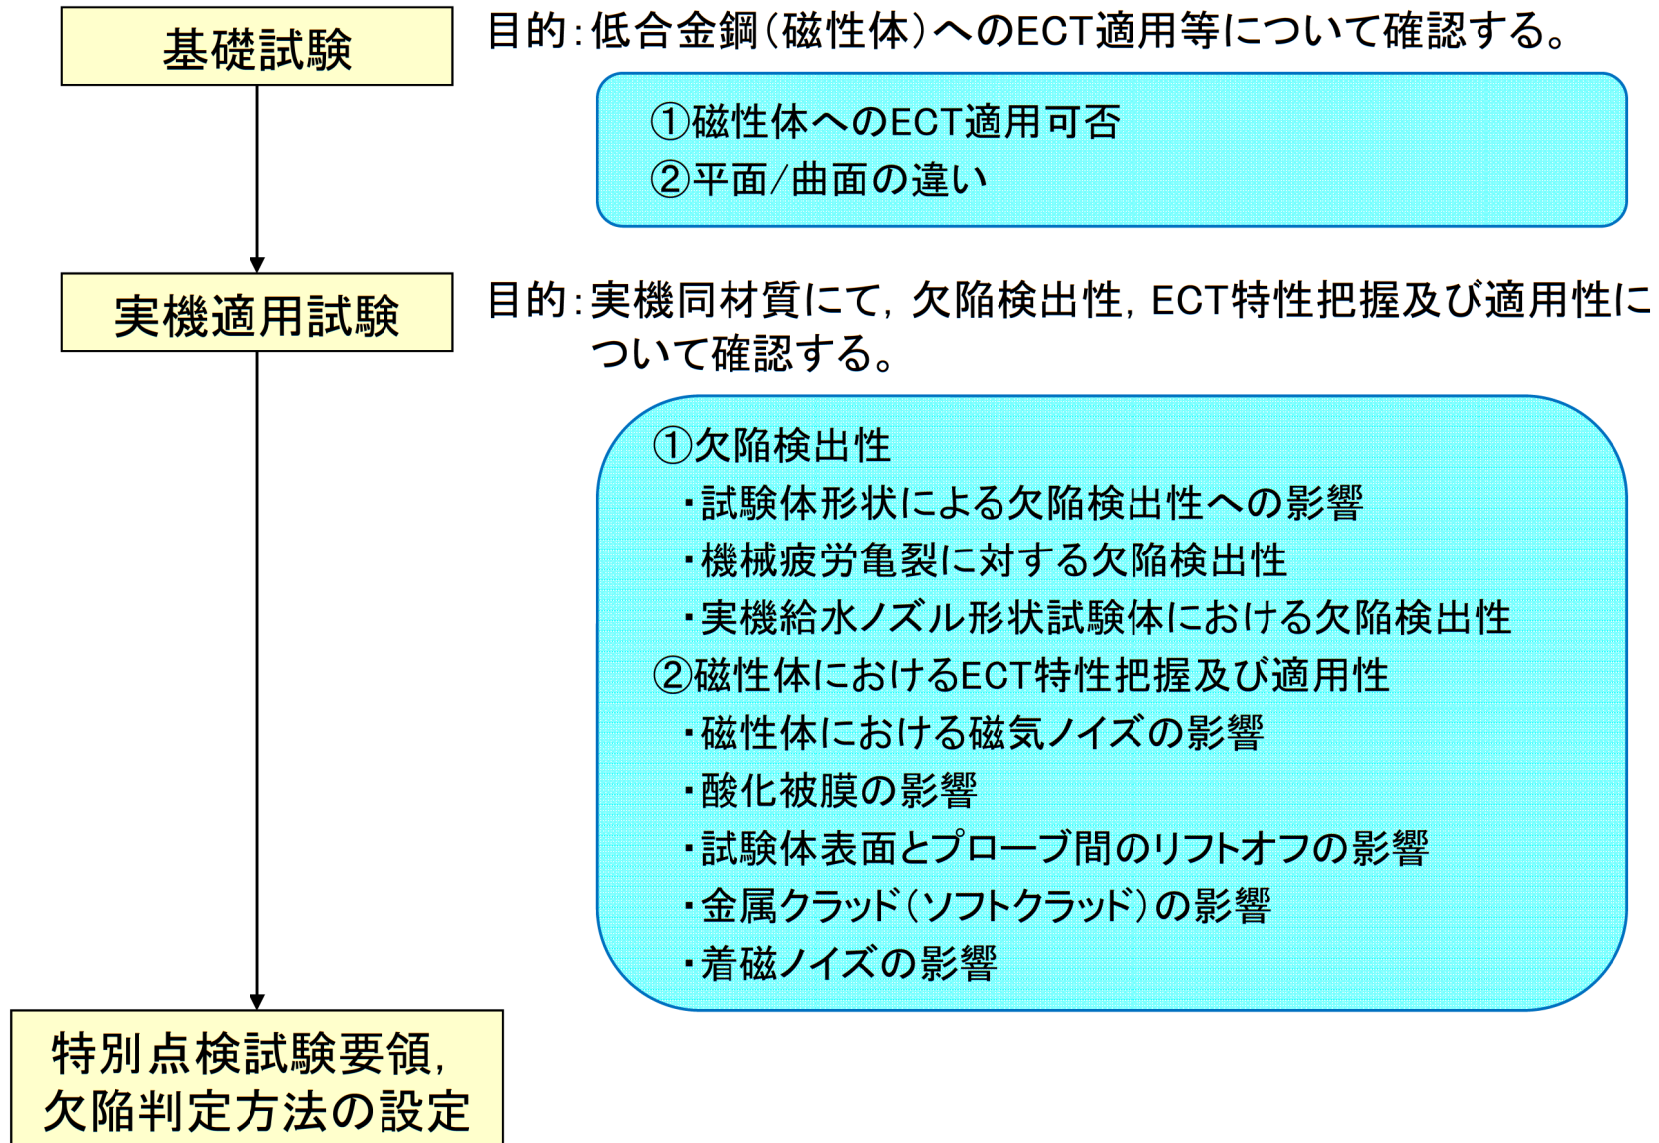 基礎試験
目的:低合金鋼(磁性体)へのECT適用等について確認する。
①磁性体へのECT適用可否
②平面/曲面の違い
実機適用試験
目的:実機同材質にて,欠陥検出性,ECT特性把握及び適用性に
ついて確認する。
①欠陥検出性
・試験体形状による欠陥検出性への影響
・機械疲労亀裂に対する欠陥検出性
・実機給水ノズル形状試験体における欠陥検出性
②磁性体におけるECT特性把握及び適用性
・磁性体における磁気ノイズの影響
・酸化被膜の影響
・試験体表面とプローブ間のリフトオフの影響
・金属クラッド(ソフトクラッド)の影響
・着磁ノイズの影響
特別点検試験要領,
欠陥判定方法の設定